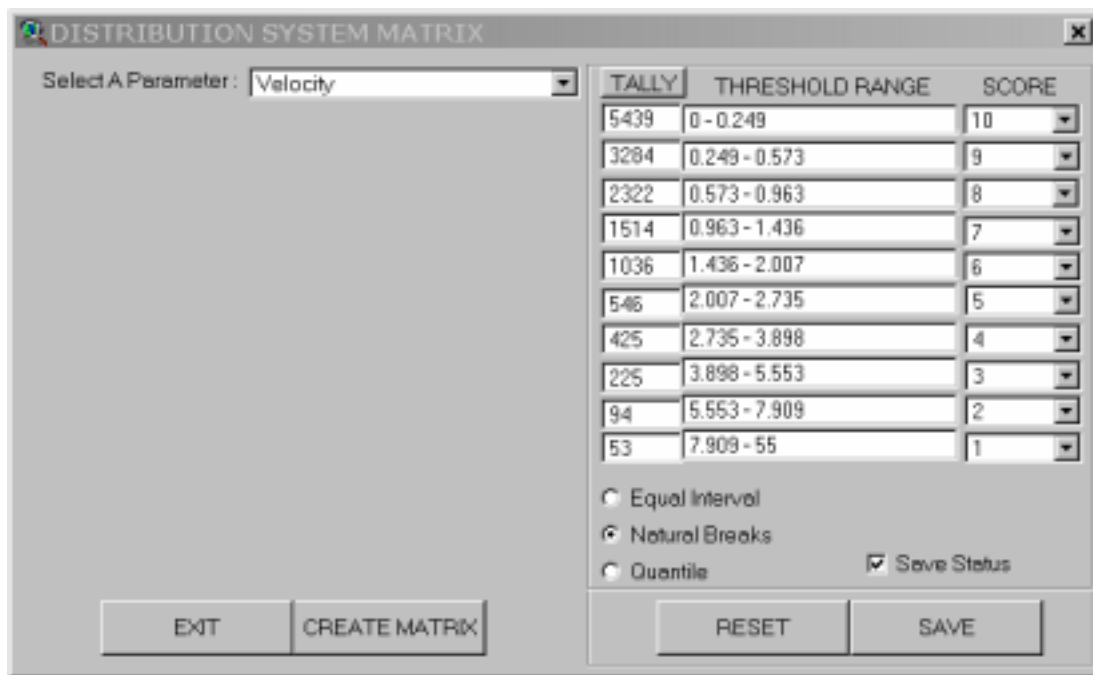 DISTRIBUTION SYSTEM MATRIX
Select A Parameter : Velocity
TALLY THRESHOLD RANGE SCORE
5439 0 - 0.249 10
3284 0.249 - 0.573 9
2322 0.573 - 0.963 8
1514 0.963 - 1.436 7
1036 1.436 - 2.007 6
546 2.007 - 2.735 5
425 2.735 - 3.898 4
225 3.898 - 5.553 3
94 5.553 - 7.909 2
53 7.909 - 55 1
Equal Interval
Natural Breaks
Quantile
Save Status
EXIT CREATE MATRIX RESET SAVE